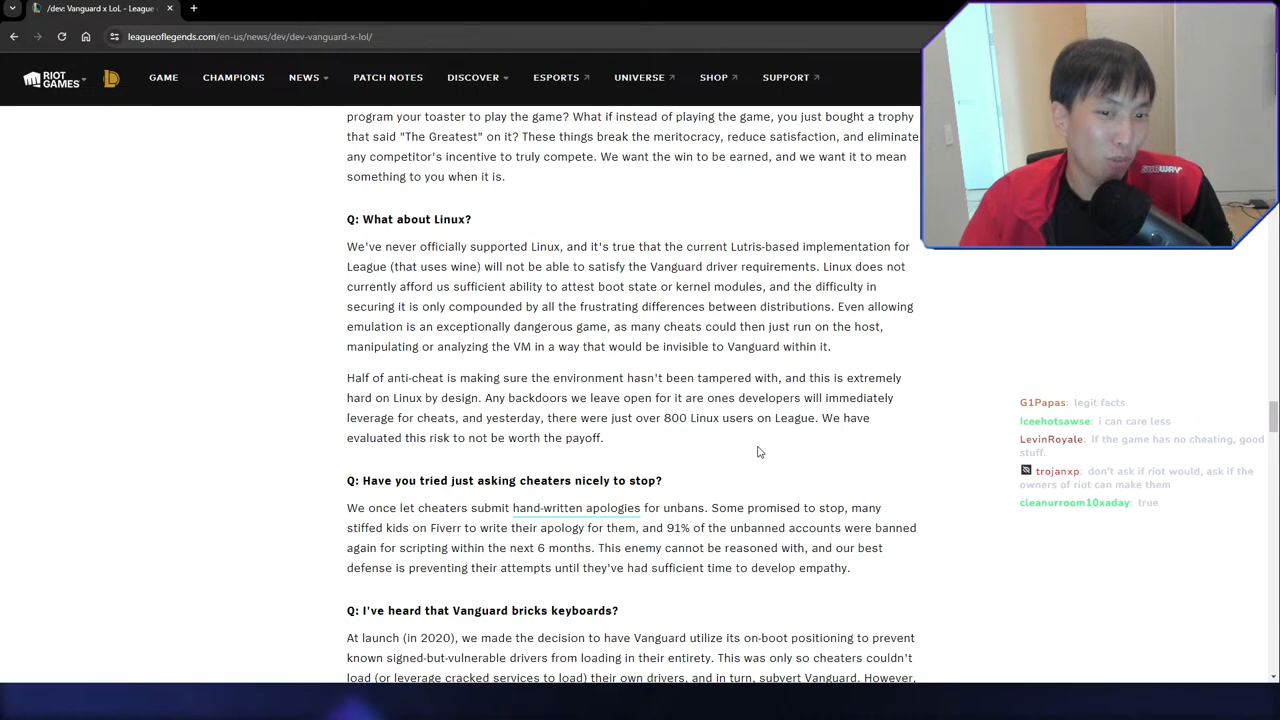 /dev: Vanguard x LoL - League
leagueoflegends.com/en-us/news/dev/dev-vanguard-x-lol/
RIOT GAMES GAME CHAMPIONS NEWS PATCH NOTES DISCOVER ESPORTS UNIVERSE SHOP SUPPORT
program your toaster to play the game? What if instead of playing the game, you just bought a trophy
that said "The Greatest" on it? These things break the meritocracy, reduce satisfaction, and eliminate
any competitor's incentive to truly compete. We want the win to be earned, and we want it to mean
something to you when it is.
Q: What about Linux?
We've never officially supported Linux, and it's true that the current Lutris-based implementation for
League (that uses wine) will not be able to satisfy the Vanguard driver requirements. Linux does not
currently afford us sufficient ability to attest boot state or kernel modules, and the difficulty in
securing it is only compounded by all the frustrating differences between distributions. Even allowing
emulation is an exceptionally dangerous game, as many cheats could then just run on the host,
manipulating or analyzing the VM in a way that would be invisible to Vanguard within it.
Half of anti-cheat is making sure the environment hasn't been tampered with, and this is extremely
hard on Linux by design. Any backdoors we leave open for it are ones developers will immediately
leverage for cheats, and yesterday, there were just over 800 Linux users on League. We have
evaluated this risk to not be worth the payoff.
Q: Have you tried just asking cheaters nicely to stop?
We once let cheaters submit hand-written apologies for unbans. Some promised to stop, many
stiffed kids on Fiverr to write their apology for them, and 91% of the unbanned accounts were banned
again for scripting within the next 6 months. This enemy cannot be reasoned with, and our best
defense is preventing their attempts until they've had sufficient time to develop empathy.
Q: I've heard that Vanguard bricks keyboards?
At launch (in 2020), we made the decision to have Vanguard utilize its on-boot positioning to prevent
known signed-but-vulnerable drivers from loading in their entirety. This was only so cheaters couldn't
load (or leverage cracked services to load) their own drivers, and in turn, subvert Vanguard. However,
SUBWAY
G1Papas: legit facts
Iceehotsawse: i can care less
LevinRoyale: If the game has no cheating, good
stuff.
trojanxp: don't ask if riot would, ask if the
owners of riot can make them
cleanurroom10xaday: true